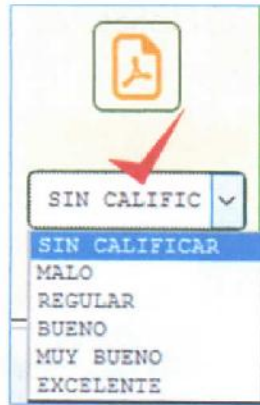 SIN CALIFIC
SIN CALIFICAR
MALO
REGULAR
BUENO
MUY BUENO
EXCELENTE